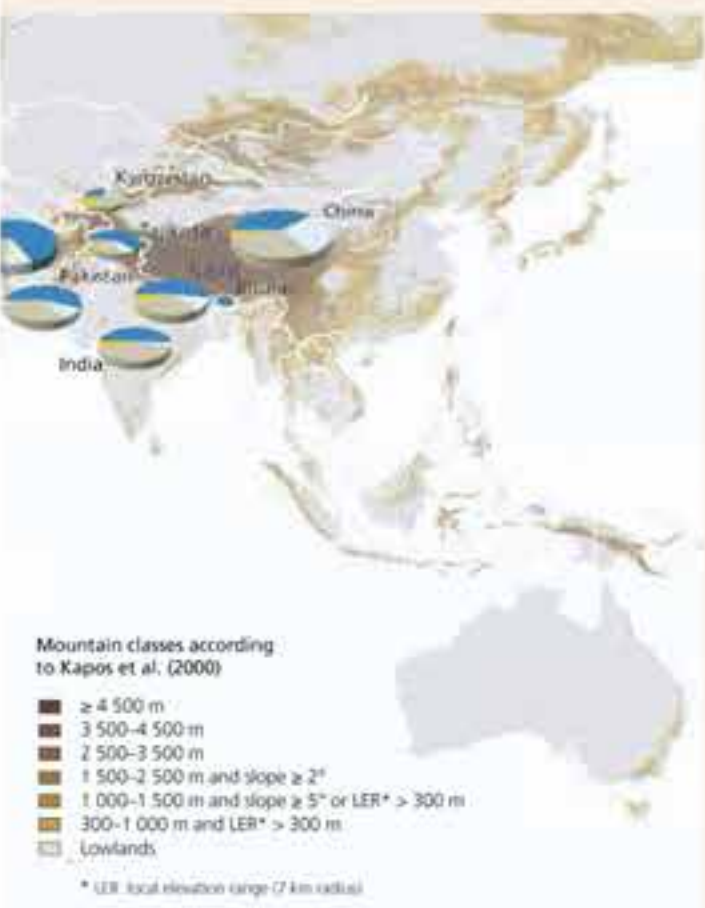 Kyrgyzstan
China
Pakistan
India
Mountain classes according
to Kapos et al. (2000)
≥ 4 500 m
3 500–4 500 m
2 500–3 500 m
1 500–2 500 m and slope ≥ 2°
1 000–1 500 m and slope ≥ 5° or LER* > 300 m
300–1 000 m and LER* > 300 m
Lowlands
* LER: local elevation range (7 km radius)